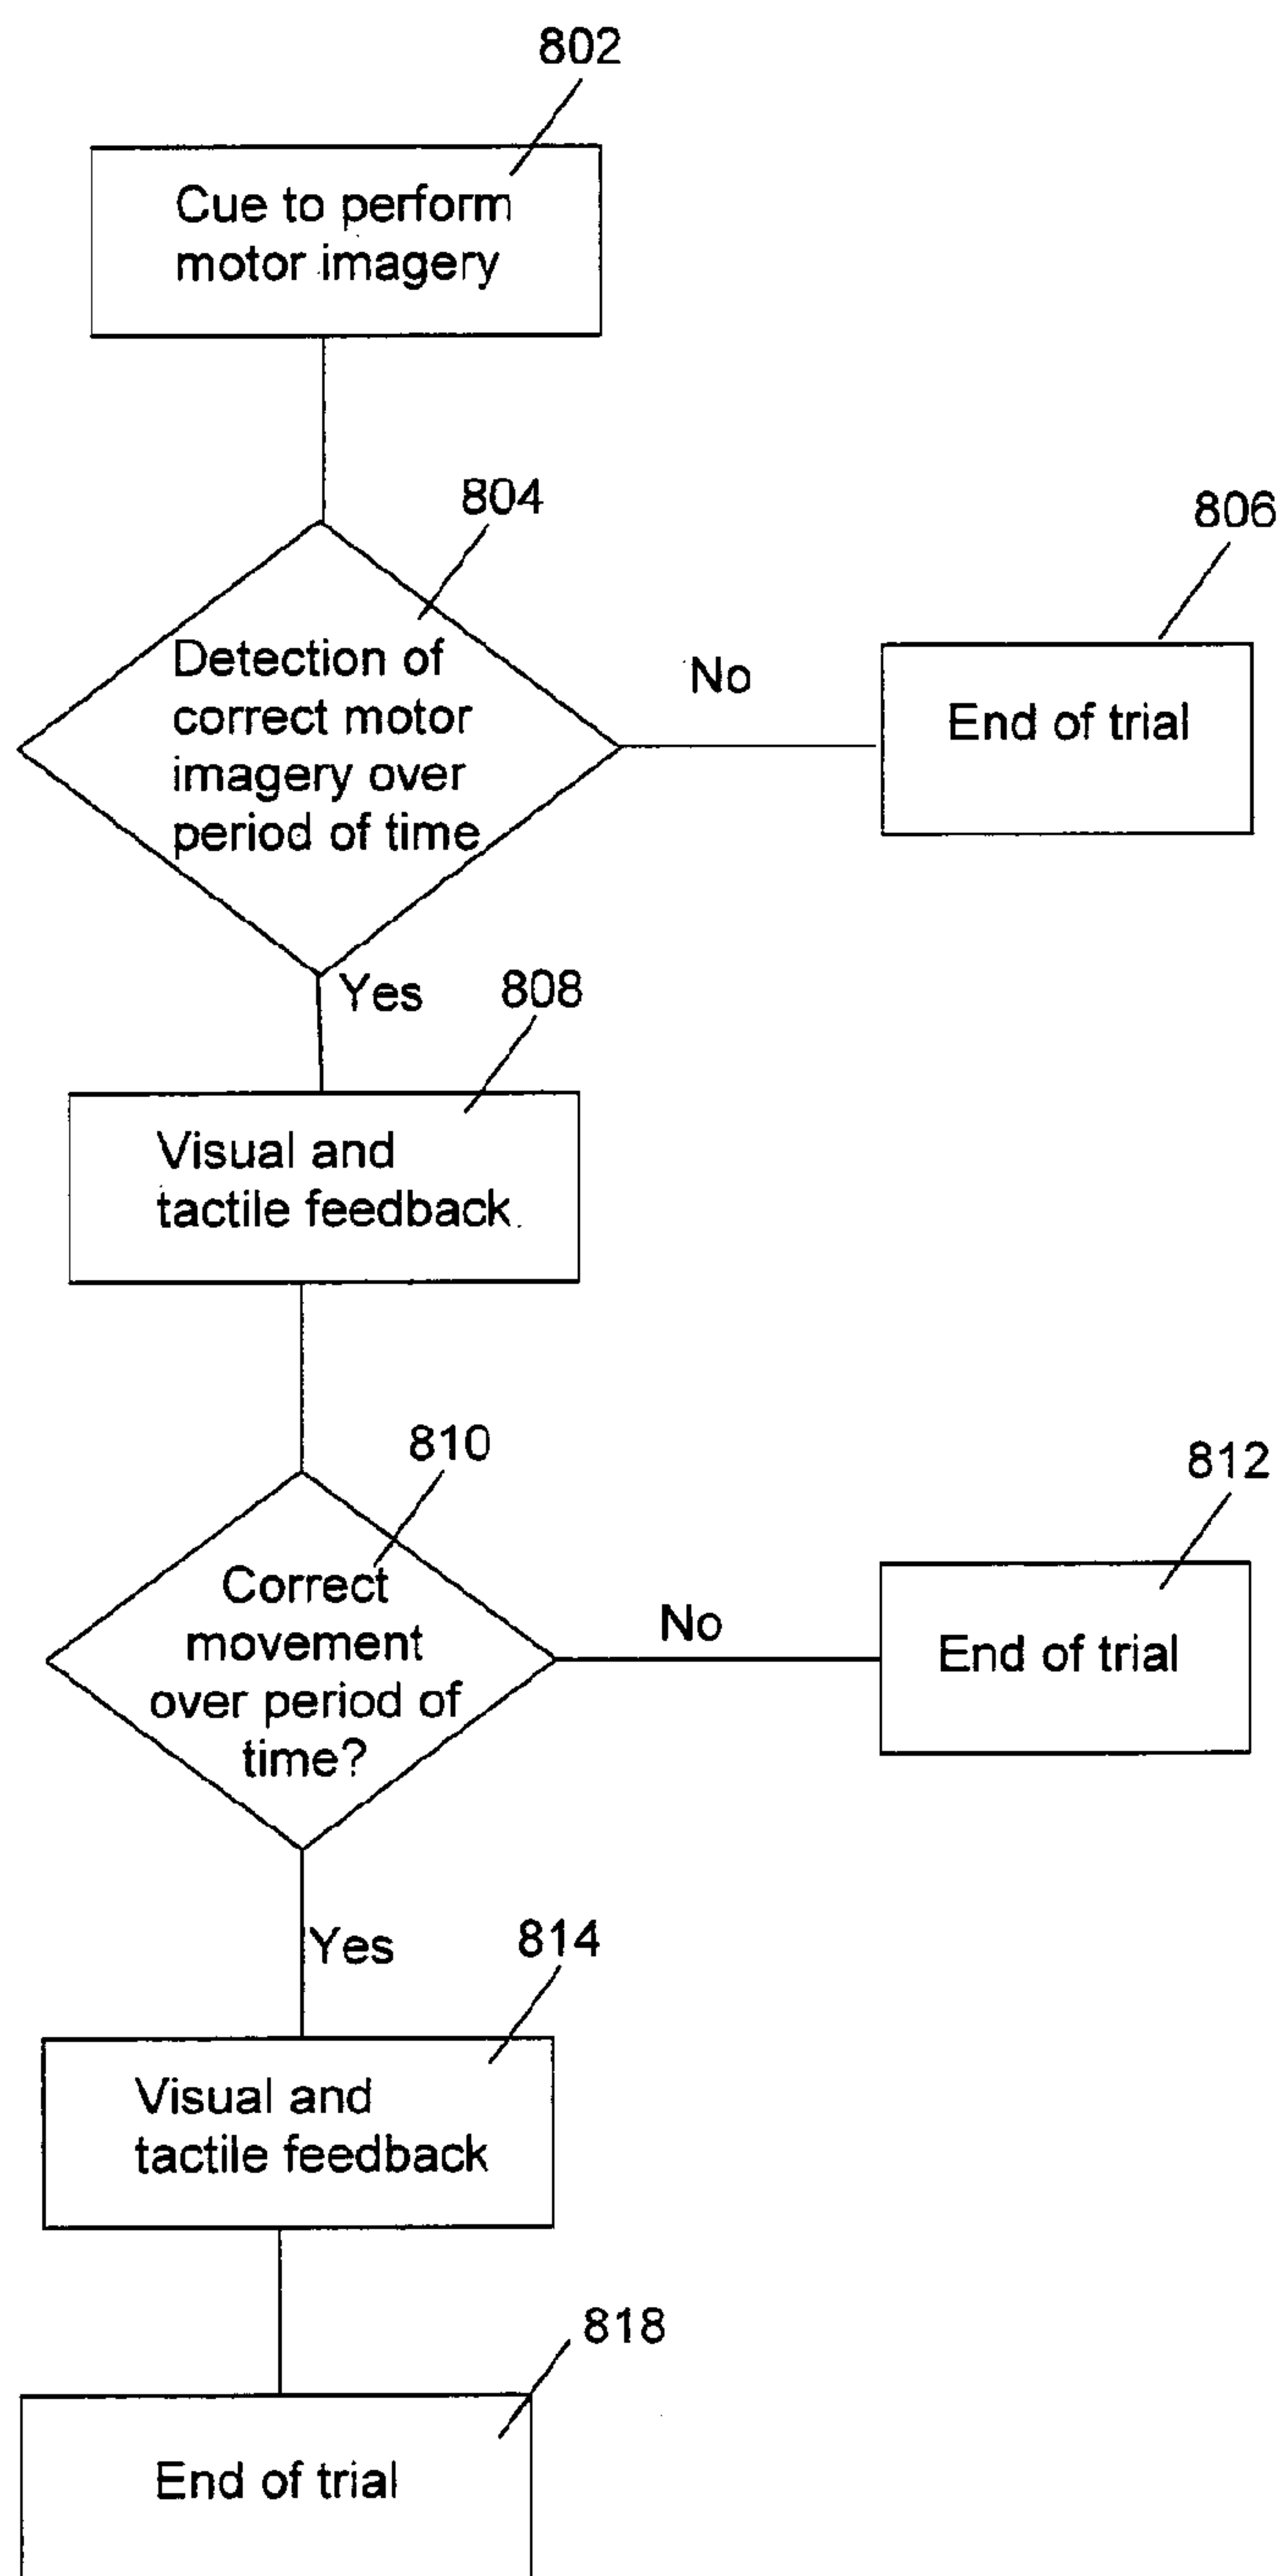 802
Cue to perform
motor imagery
804
806
Detection of
correct motor
imagery over
period of time
No
End of trial
Yes
808
Visual and
tactile feedback
810
812
Correct
movement
over period of
time?
No
End of trial
Yes
814
Visual and
tactile feedback
818
End of trial